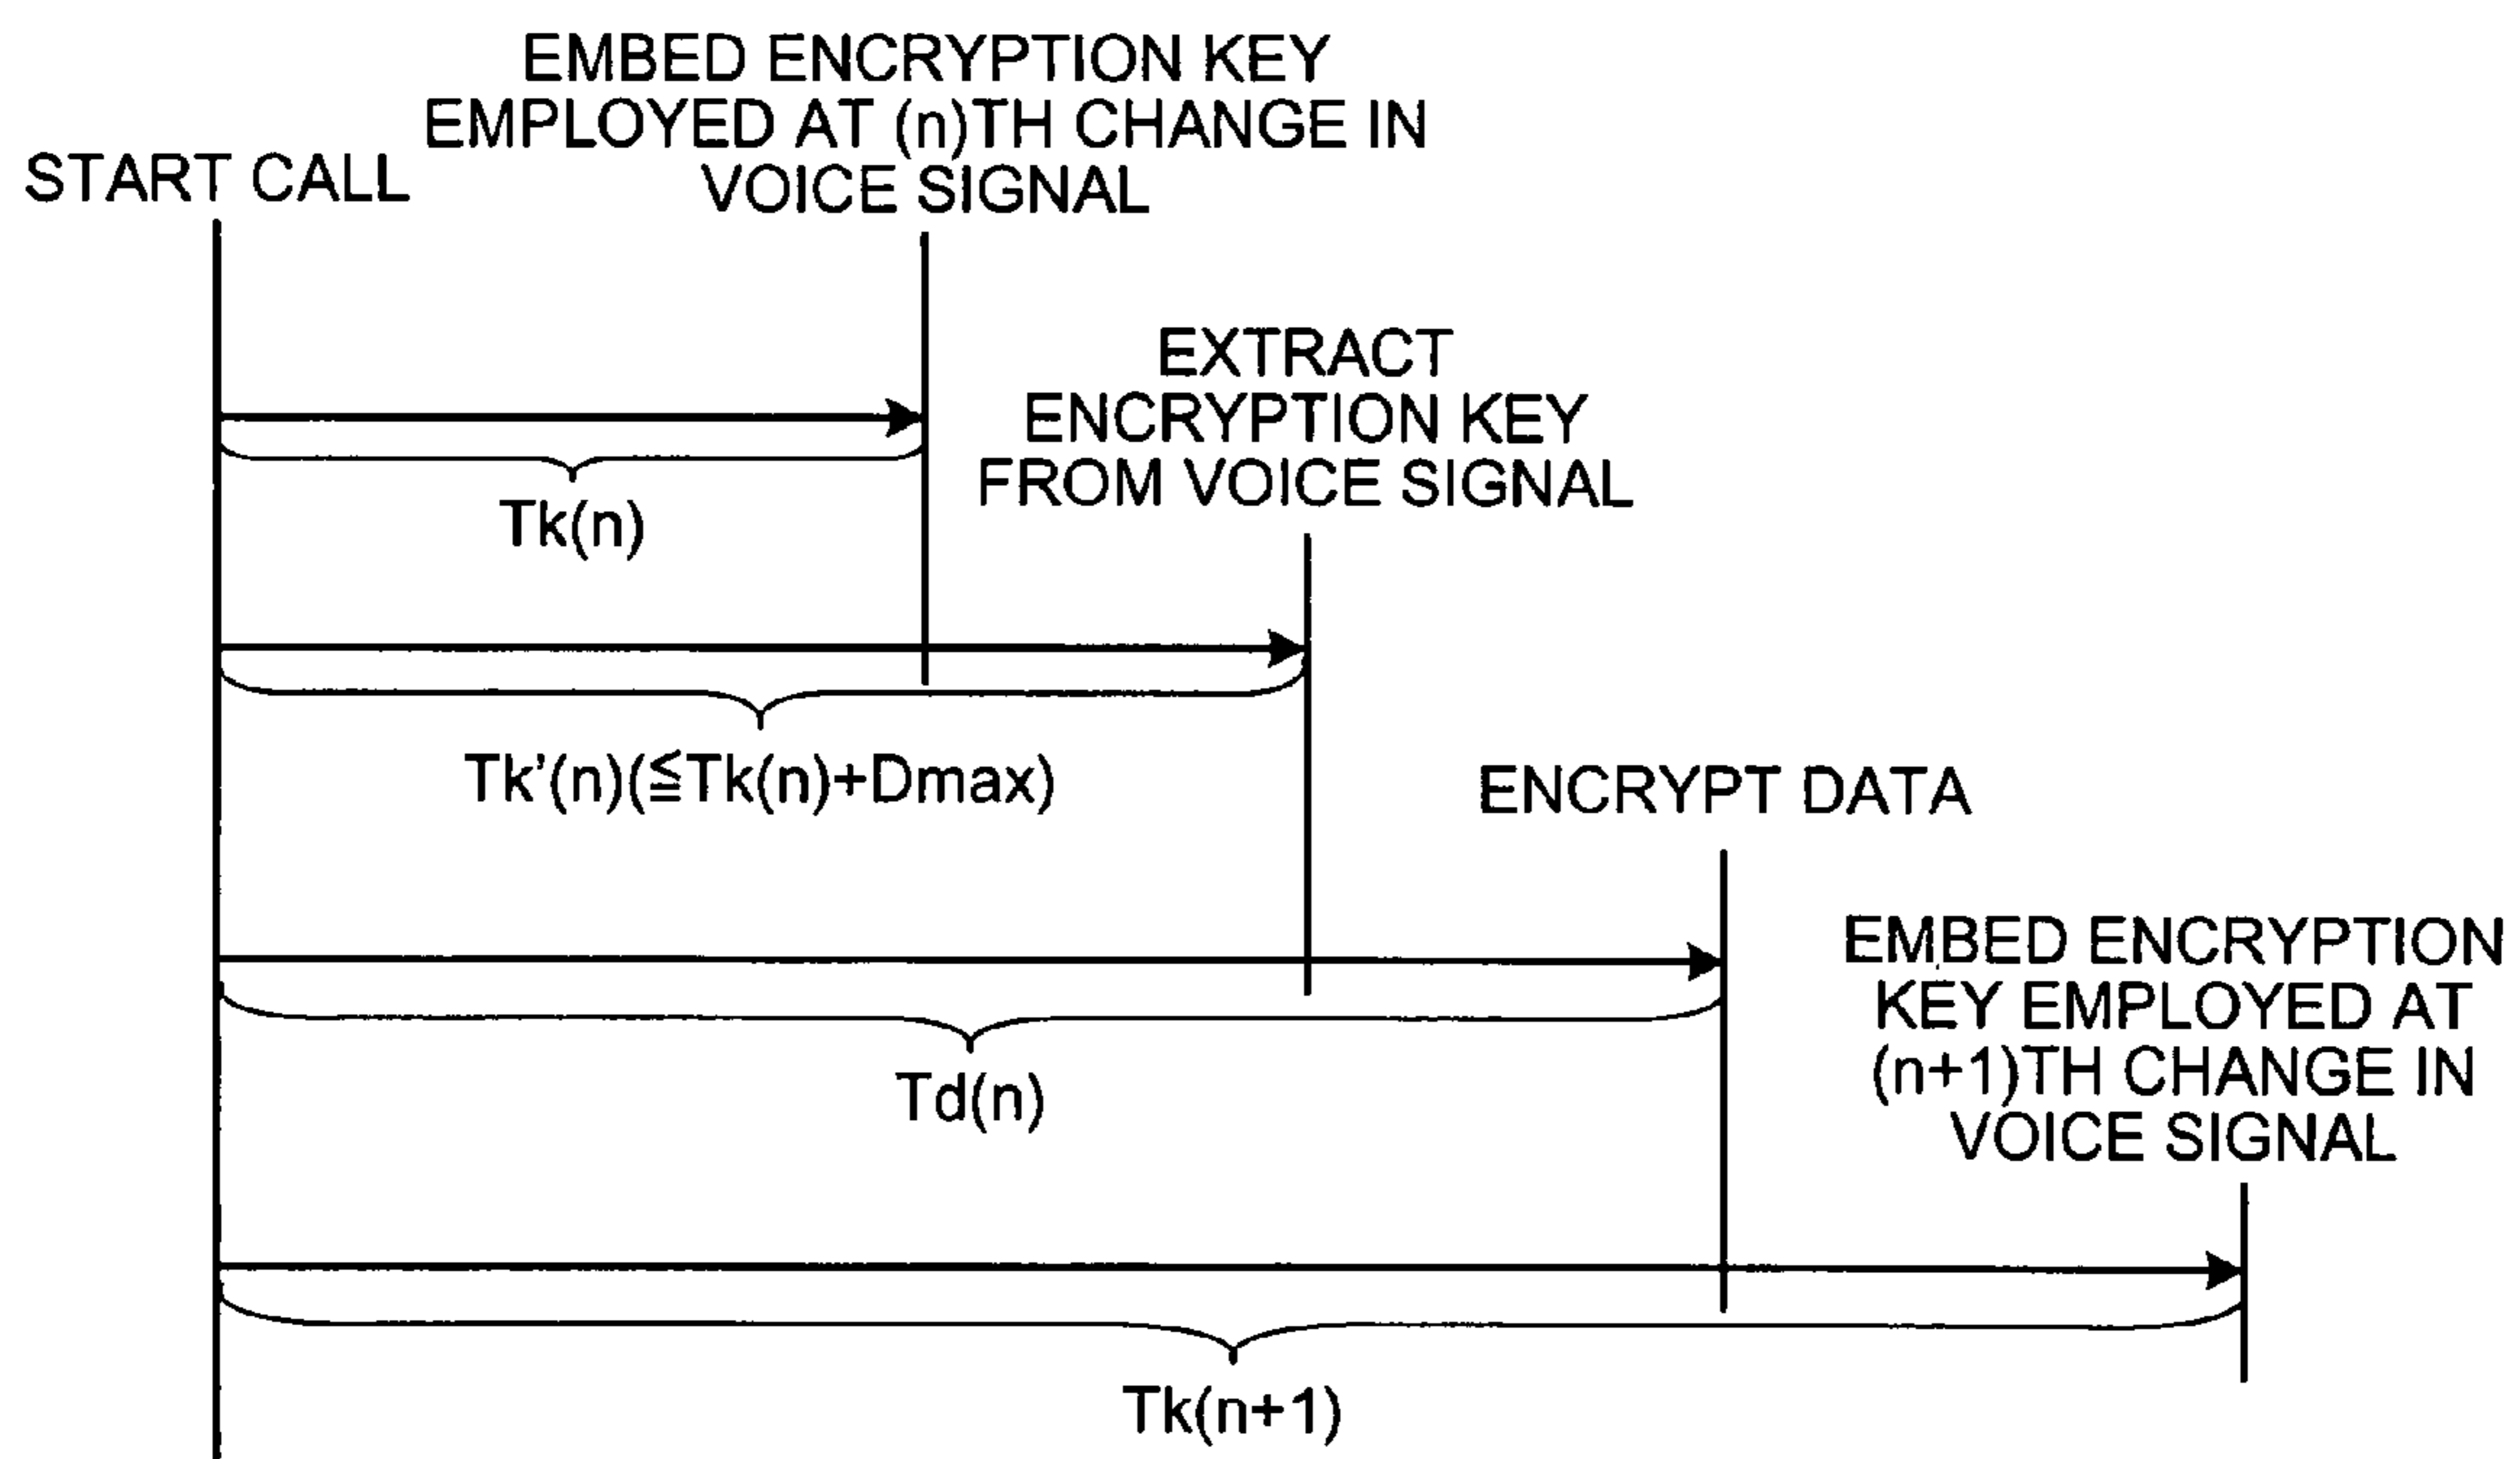 EMBED ENCRYPTION KEY
EMPLOYED AT (n)TH CHANGE IN
VOICE SIGNAL
START CALL
EXTRACT
ENCRYPTION KEY
FROM VOICE SIGNAL
Tk(n)
Tk’(n)(≦Tk(n)+Dmax)
ENCRYPT DATA
EMBED ENCRYPTION
KEY EMPLOYED AT
(n+1)TH CHANGE IN
VOICE SIGNAL
Td(n)
Tk(n+1)